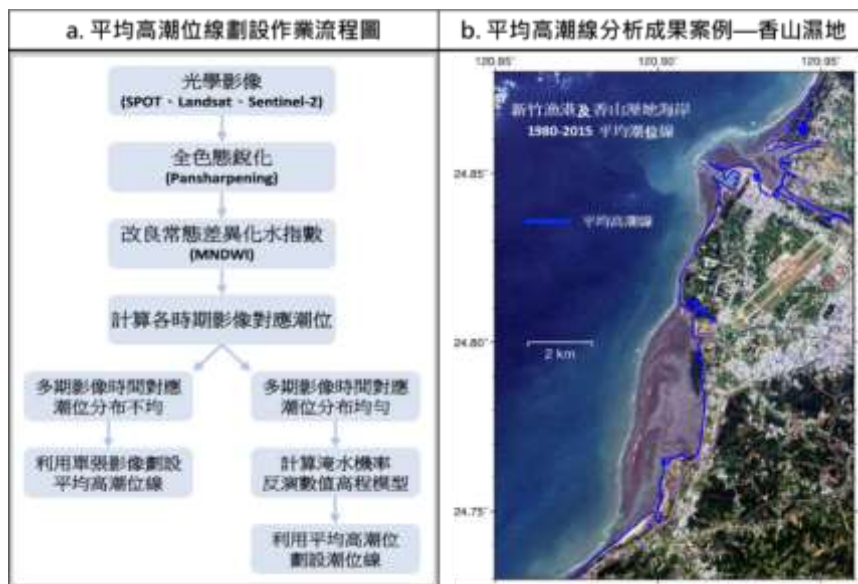 a. 平均高潮位線劃設作業流程圖
光學影像
(SPOT、Landsat、Sentinel-2)
全色態銳化
(Pansharpening)
改良常態差異化水指數
(MNDWI)
計算各時期影像對應潮位
多期影像時間對應
潮位分布不均
利用單張影像劃設
平均高潮位線
多期影像時間對應
潮位分布均勻
計算淹水機率
反演數值高程模型
利用平均高潮位
劃設潮位線
b. 平均高潮線分析成果案例—香山濕地
120.85°
120.90°
120.95°
新竹漁港及香山溼地海岸
1980-2015 平均潮位線
24.85°
平均高潮線
24.80°
2 km
24.75°